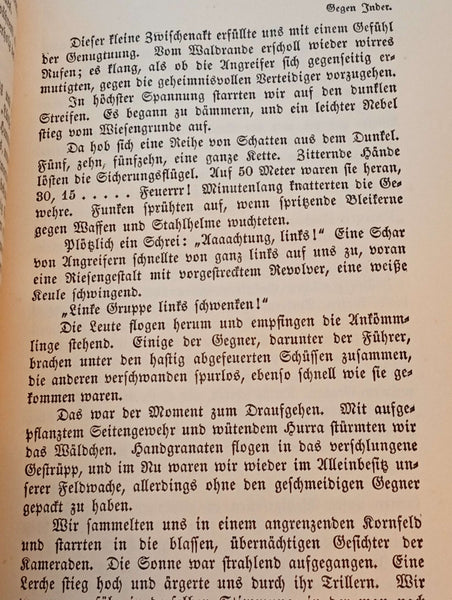 Gegen Inder.
Dieser kleine Zwischenakt erfüllte uns mit einem Gefühl
der Genugtuung. Vom Waldrande erscholl wieder wirres
Rufen; es klang, als ob die Angreifer sich gegenseitig er-
mutigten, gegen die geheimnisvollen Verteidiger vorzugehen.
In höchster Spannung starrten wir auf den dunklen
Streifen. Es begann zu dämmern, und ein leichter Nebel
stieg vom Wiesengrunde auf.
Da hob sich eine Reihe von Schatten aus dem Dunkel.
Fünf, zehn, fünfzehn, eine ganze Kette. Zitternde Hände
lösten die Sicherungsflügel. Auf 50 Meter waren sie heran,
30, 15 . . . . . Feuerrr! Minutenlang knatterten die Ge-
wehre. Funken sprühten auf, wenn spritzende Bleikerne
gegen Waffen und Stahlhelme wuchteten.
Plötzlich ein Schrei: „Aaaachtung, links!“ Eine Schar
von Angreifern schnellte von ganz links auf uns zu, voran
eine Riesengestalt mit vorgestrecktem Revolver, eine weiße
Keule schwingend.
„Linke Gruppe links schwenken!“
Die Leute flogen herum und empfingen die Ankömm-
linge stehend. Einige der Gegner, darunter der Führer,
brachen unter den hastig abgefeuerten Schüssen zusammen,
die anderen verschwanden spurlos, ebenso schnell wie sie ge-
kommen waren.
Das war der Moment zum Draufgehen. Mit aufge-
pflanztem Seitengewehr und wütendem Hurra stürmten wir
das Wäldchen. Handgranaten flogen in das verschlungene
Gestrüpp, und im Nu waren wir wieder im Alleinbesitz un-
serer Feldwache, allerdings ohne den geschmeidigen Gegner
gepackt zu haben.
Wir sammelten uns in einem angrenzenden Kornfeld
und starrten in die blassen, übernächtigen Gesichter der
Kameraden. Die Sonne war strahlend aufgegangen. Eine
Lerche stieg hoch und ärgerte uns durch ihr Trillern. Wir